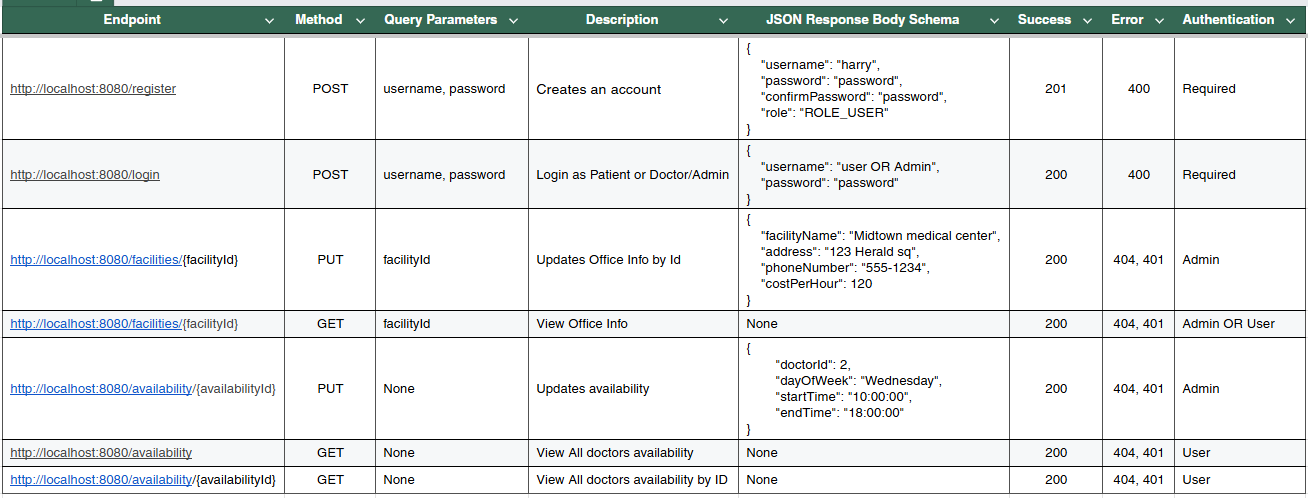 Endpoint Method Query Parameters Description JSON Response Body Schema Success Error Authentication
{
"username": "harry",
"password": "password",
http://localhost:8080/register POST username, password Creates an account "confirmPassword": "password", 201 400 Required
"role": "ROLE_USER"
}
{
"username": "user OR Admin",
http://localhost:8080/login POST username, password Login as Patient or Doctor/Admin "password": "password" 200 400 Required
}
{
"facilityName": "Midtown medical center",
"address": "123 Herald sq",
http://localhost:8080/facilities/{facilityId} PUT facilityId Updates Office Info by Id "phoneNumber": "555-1234", 200 404, 401 Admin
"costPerHour": 120
}
http://localhost:8080/facilities/{facilityId} GET facilityId View Office Info None 200 404, 401 Admin OR User
{
"doctorId": 2,
"dayOfWeek": "Wednesday",
http://localhost:8080/availability/{availabilityId} PUT None Updates availability "startTime": "10:00:00", 200 404, 401 Admin
"endTime": "18:00:00"
}
http://localhost:8080/availability GET None View All doctors availability None 200 404, 401 User
http://localhost:8080/availability/{availabilityId} GET None View All doctors availability by ID None 200 404, 401 User